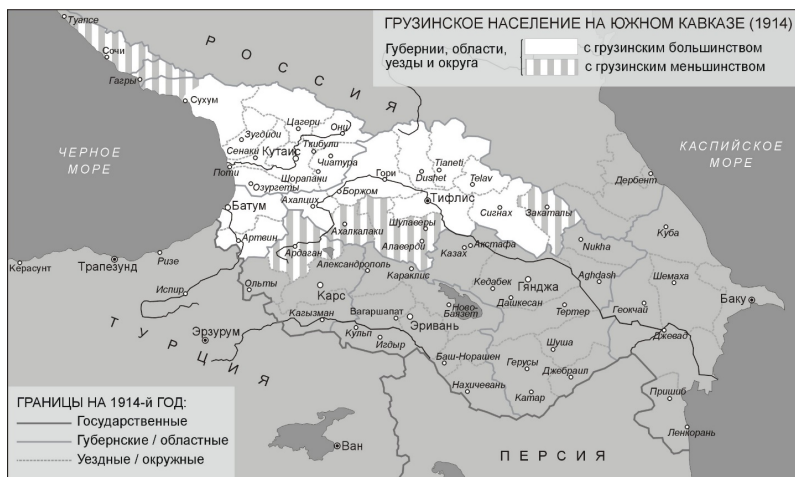 ГРУЗИНСКОЕ НАСЕЛЕНИЕ НА ЮЖНОМ КАВКАЗЕ (1914)
Губернии, области,
уезды и округа
с грузинским большинством
с грузинским меньшинством
РОССИЯ
ЧЕРНОЕ
МОРЕ
КАСПИЙСКОЕ
МОРЕ
ТУРЦИЯ
ПЕРСИЯ
Туапсе
Сочи
Гагры
Сухум
Цагери
Они
Зугдиди
Ткибули
Сенаки
Кутаис
Чиатура
Поти
Шорапани
Озургеты
Гори
Dushet
Tianeti
Telav
Дербент
Боржом
Тифлис
Ахалцих
Батум
Сигнах
Закаталы
Артвин
Ахалкалаки
Шулаверы
Ардаган
Алаверди
Казах
Акстафа
Nukha
Куба
Керасунт
Трапезунд
Ризе
Александрополь
Караклис
Испир
Ольты
Карс
Кедабек
Гянджа
Aghdash
Шемаха
Дашкесан
Баку
Ново-
Баязет
Геокчай
Тертер
Кагызман
Вагаршапат
Эривань
Эрзурум
Кульп
Игдыр
Джевад
Шуша
Баш-Норашен
Герусы
Джебраил
Нахичевань
Катар
Пришиб
Ленкорань
Ван
ГРАНИЦЫ НА 1914-й ГОД:
Государственные
Губернские / областные
Уездные / окружные